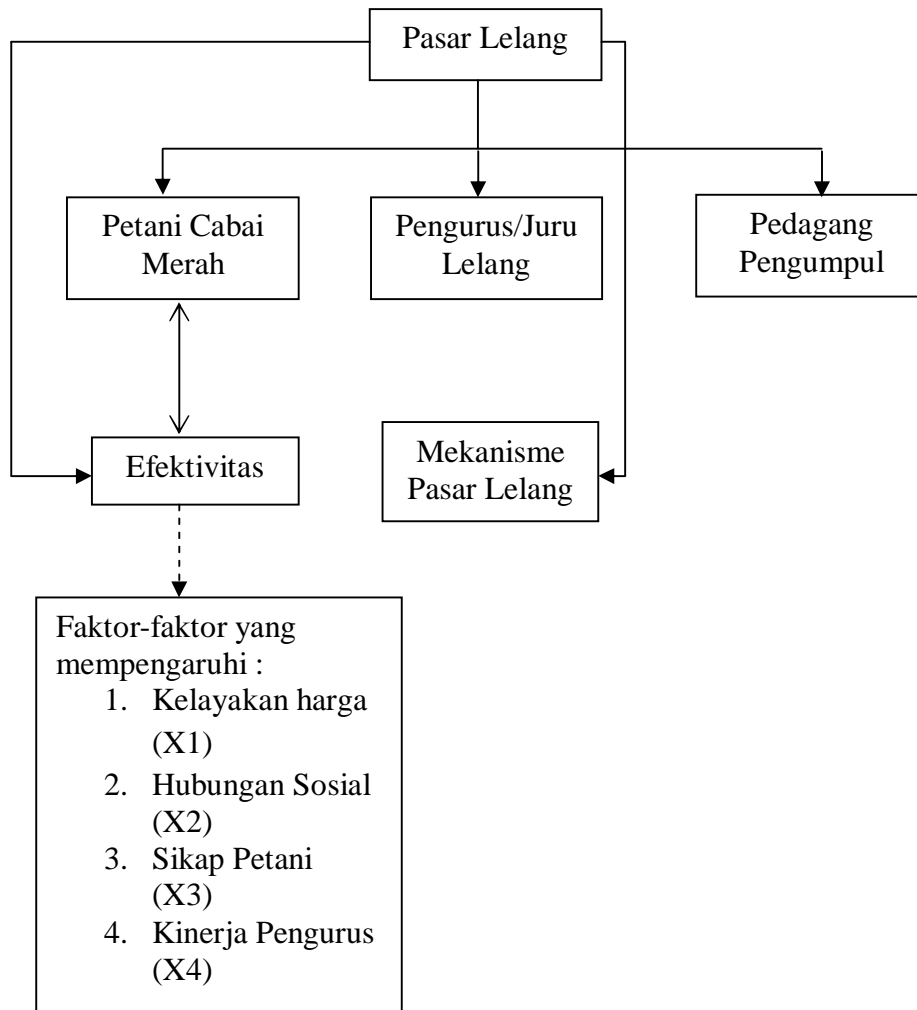 Pasar Lelang
Petani Cabai
Merah
Pengurus/Juru
Lelang
Pedagang
Pengumpul
Efektivitas
Mekanisme
Pasar Lelang
Faktor-faktor yang
mempengaruhi :
1. Kelayakan harga
(X1)
2. Hubungan Sosial
(X2)
3. Sikap Petani
(X3)
4. Kinerja Pengurus
(X4)